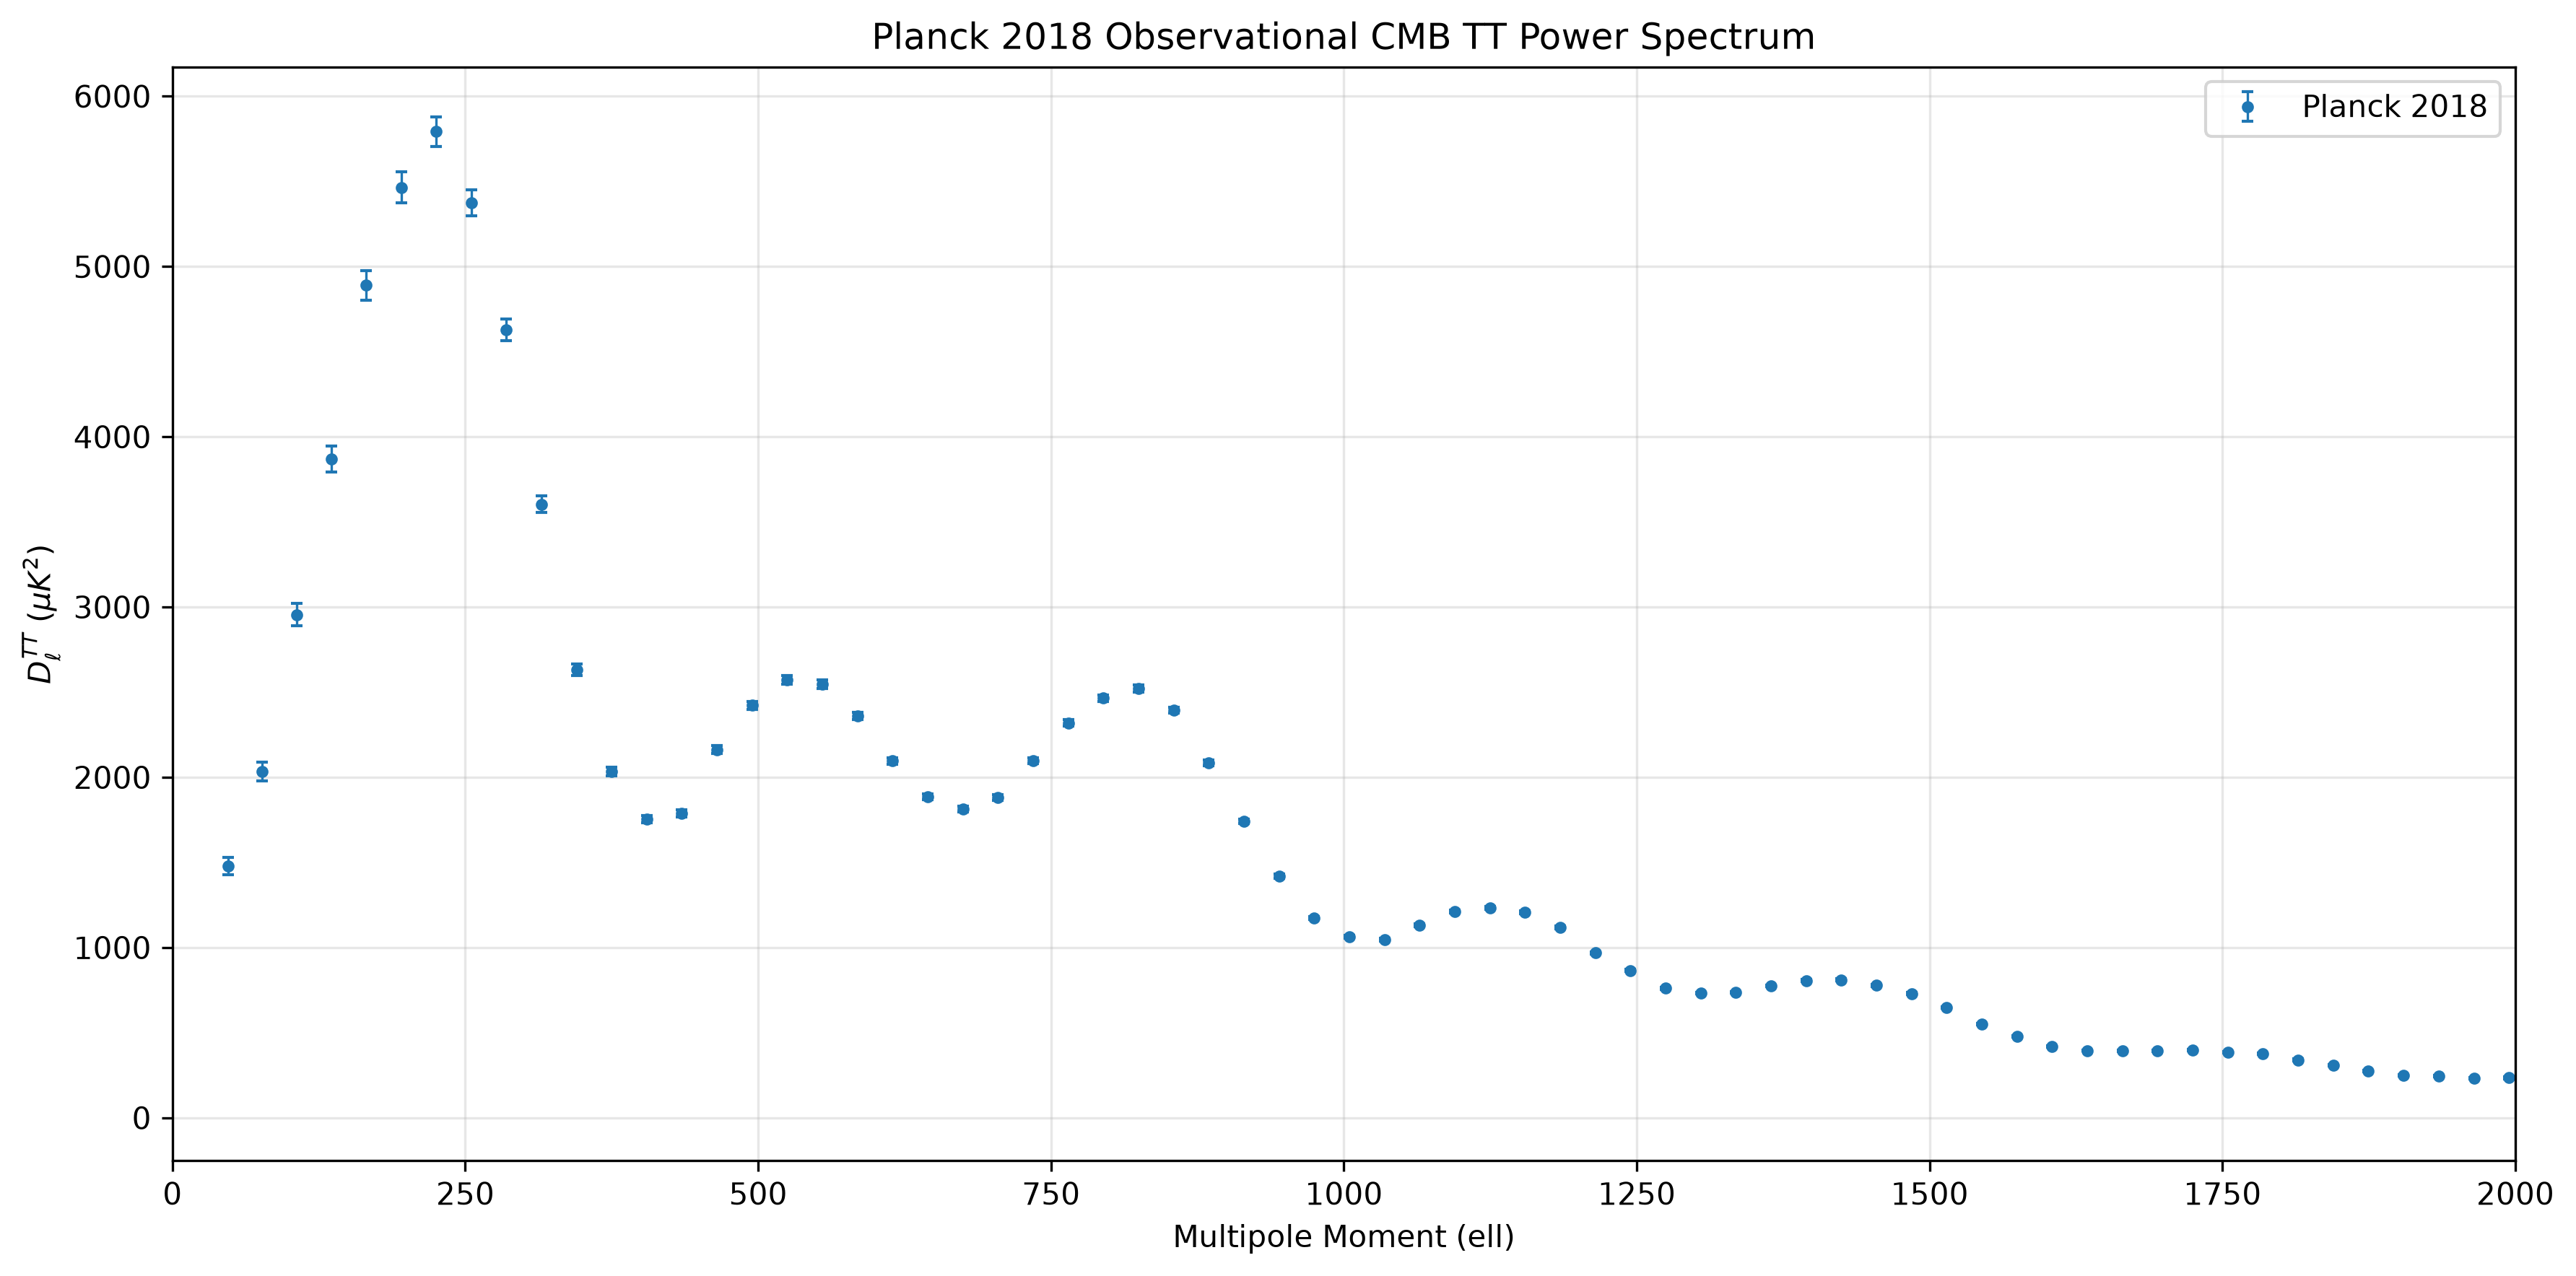 Planck 2018 Observational CMB TT Power Spectrum
Planck 2018
6000
5000
4000
3000
2000
1000
0
$D_{\ell}^{TT}$ ($\mu K^2$)
0 250 500 750 1000 1250 1500 1750 2000
Multipole Moment (ell)